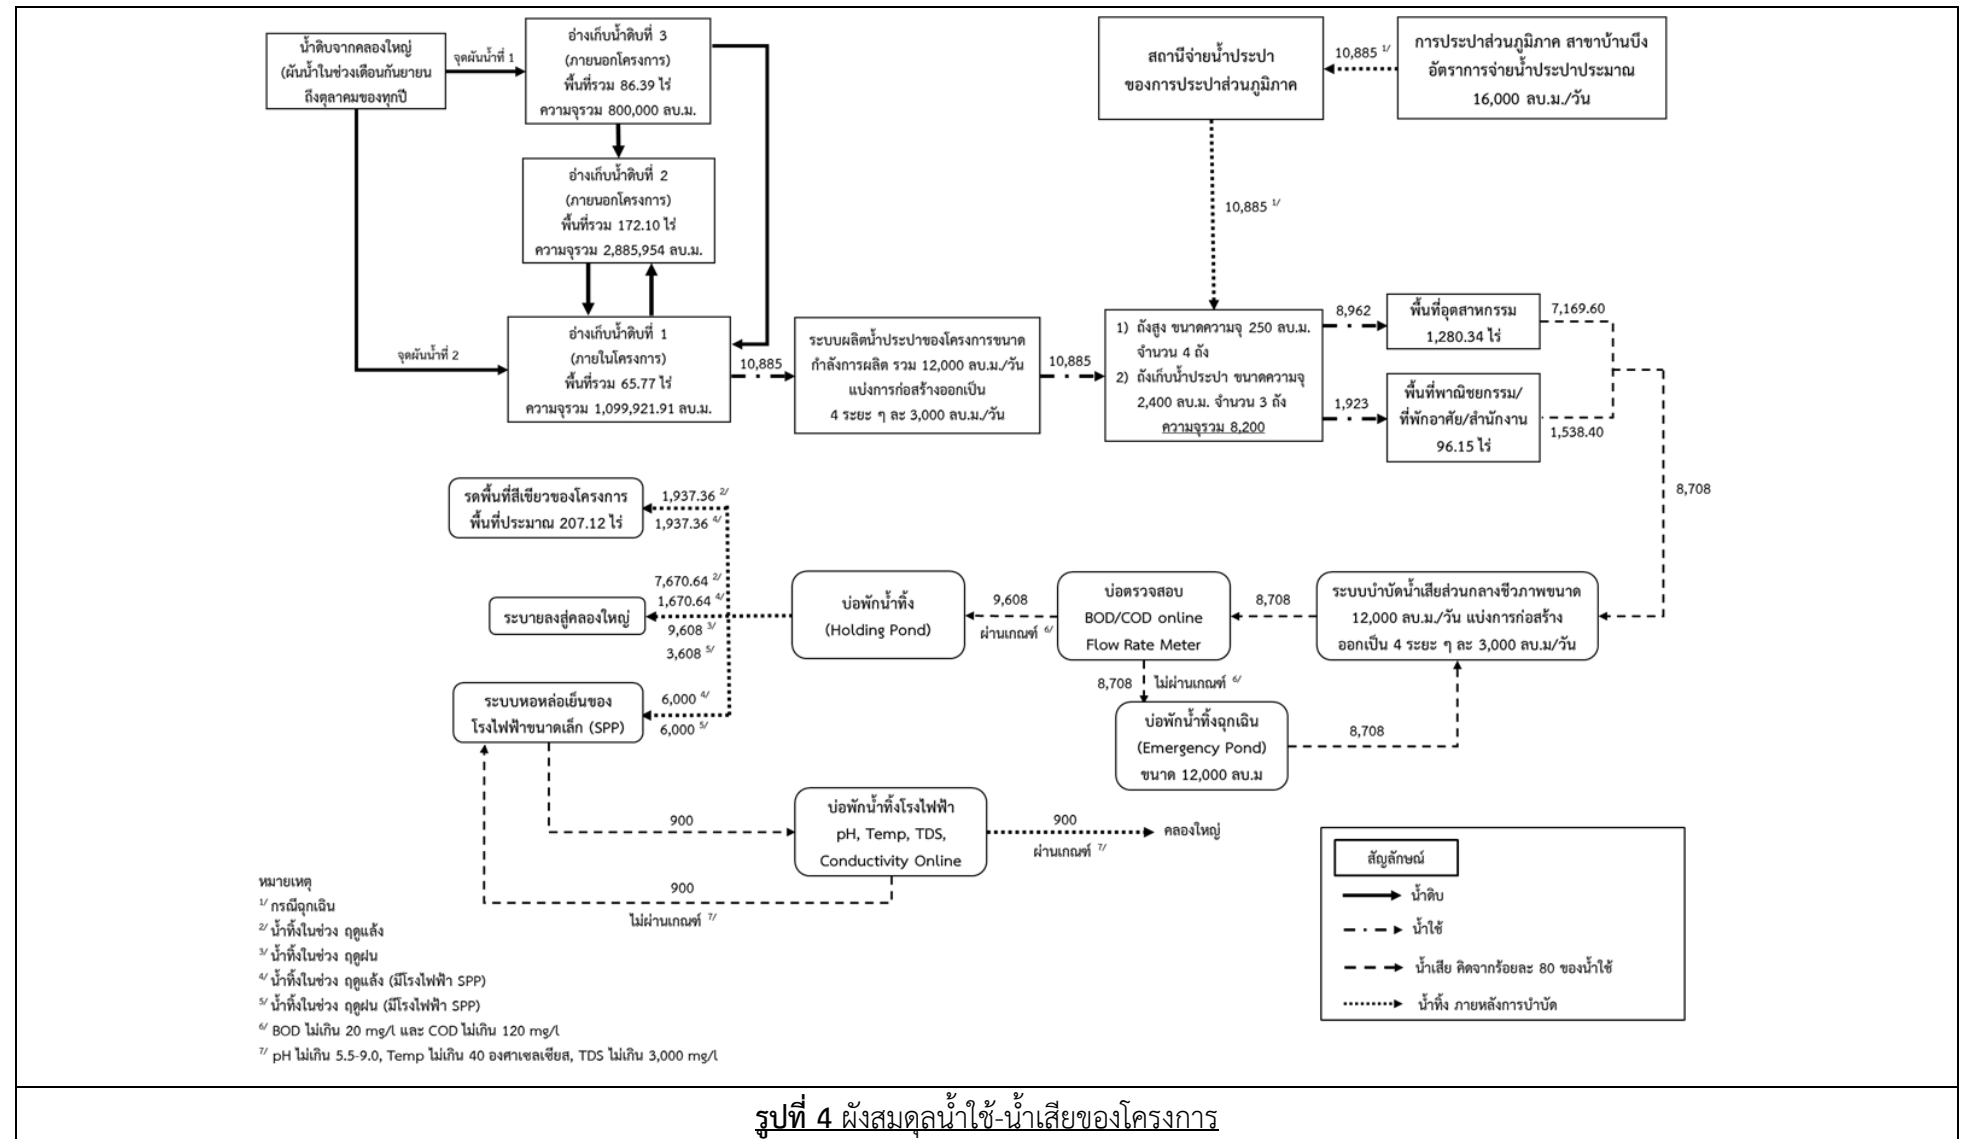 น้ำดิบจากคลองใหญ่
(ผันน้ำในช่วงเดือนกันยายน
ถึงตุลาคมของทุกปี
จุดผันน้ำที่ 1
อ่างเก็บน้ำดิบที่ 3
(ภายนอกโครงการ)
พื้นที่รวม 86.39 ไร่
ความจุรวม 800,000 ลบ.ม.
สถานีจ่ายน้ำประปา
ของการประปาส่วนภูมิภาค
10,885 1/
การประปาส่วนภูมิภาค สาขาบ้านบึง
อัตราการจ่ายน้ำประปาประมาณ
16,000 ลบ.ม./วัน
อ่างเก็บน้ำดิบที่ 2
(ภายนอกโครงการ)
พื้นที่รวม 172.10 ไร่
ความจุรวม 2,885,954 ลบ.ม.
10,885 1/
จุดผันน้ำที่ 2
อ่างเก็บน้ำดิบที่ 1
(ภายในโครงการ)
พื้นที่รวม 65.77 ไร่
ความจุรวม 1,099,921.91 ลบ.ม.
10,885
ระบบผลิตน้ำประปาของโครงการขนาด
กำลังการผลิต รวม 12,000 ลบ.ม./วัน
แบ่งการก่อสร้างออกเป็น
4 ระยะ ๆ ละ 3,000 ลบ.ม./วัน
10,885
1) ถังสูง ขนาดความจุ 250 ลบ.ม.
จำนวน 4 ถัง
2) ถังเก็บน้ำประปา ขนาดความจุ
2,400 ลบ.ม. จำนวน 3 ถัง
ความจุรวม 8,200
8,962
พื้นที่อุตสาหกรรม
1,280.34 ไร่
7,169.60
1,923
พื้นที่พาณิชยกรรม/
ที่พักอาศัย/สำนักงาน
96.15 ไร่
1,538.40
8,708
รดพื้นที่สีเขียวของโครงการ
พื้นที่ประมาณ 207.12 ไร่
1,937.36 2/
1,937.36 4/
ระบายลงสู่คลองใหญ่
7,670.64 2/
1,670.64 4/
9,608 3/
3,608 5/
บ่อพักน้ำทิ้ง
(Holding Pond)
9,608
ผ่านเกณฑ์ 6/
บ่อตรวจสอบ
BOD/COD online
Flow Rate Meter
8,708
ระบบบำบัดน้ำเสียส่วนกลางชีวภาพขนาด
12,000 ลบ.ม./วัน แบ่งการก่อสร้าง
ออกเป็น 4 ระยะ ๆ ละ 3,000 ลบ.ม/วัน
8,708 ไม่ผ่านเกณฑ์ 6/
ระบบหอหล่อเย็นของ
โรงไฟฟ้าขนาดเล็ก (SPP)
6,000 4/
6,000 5/
บ่อพักน้ำทิ้งฉุกเฉิน
(Emergency Pond)
ขนาด 12,000 ลบ.ม
8,708
900
บ่อพักน้ำทิ้งโรงไฟฟ้า
pH, Temp, TDS,
Conductivity Online
900
ผ่านเกณฑ์ 7/
คลองใหญ่
900
ไม่ผ่านเกณฑ์ 7/
หมายเหตุ
1/ กรณีฉุกเฉิน
2/ น้ำทิ้งในช่วง ฤดูแล้ง
3/ น้ำทิ้งในช่วง ฤดูฝน
4/ น้ำทิ้งในช่วง ฤดูแล้ง (มีโรงไฟฟ้า SPP)
5/ น้ำทิ้งในช่วง ฤดูฝน (มีโรงไฟฟ้า SPP)
6/ BOD ไม่เกิน 20 mg/l และ COD ไม่เกิน 120 mg/l
7/ pH ไม่เกิน 5.5-9.0, Temp ไม่เกิน 40 องศาเซลเซียส, TDS ไม่เกิน 3,000 mg/l
สัญลักษณ์
น้ำดิบ
น้ำใช้
น้ำเสีย คิดจากร้อยละ 80 ของน้ำใช้
น้ำทิ้ง ภายหลังการบำบัด
รูปที่ 4 ผังสมดุลน้ำใช้-น้ำเสียของโครงการ